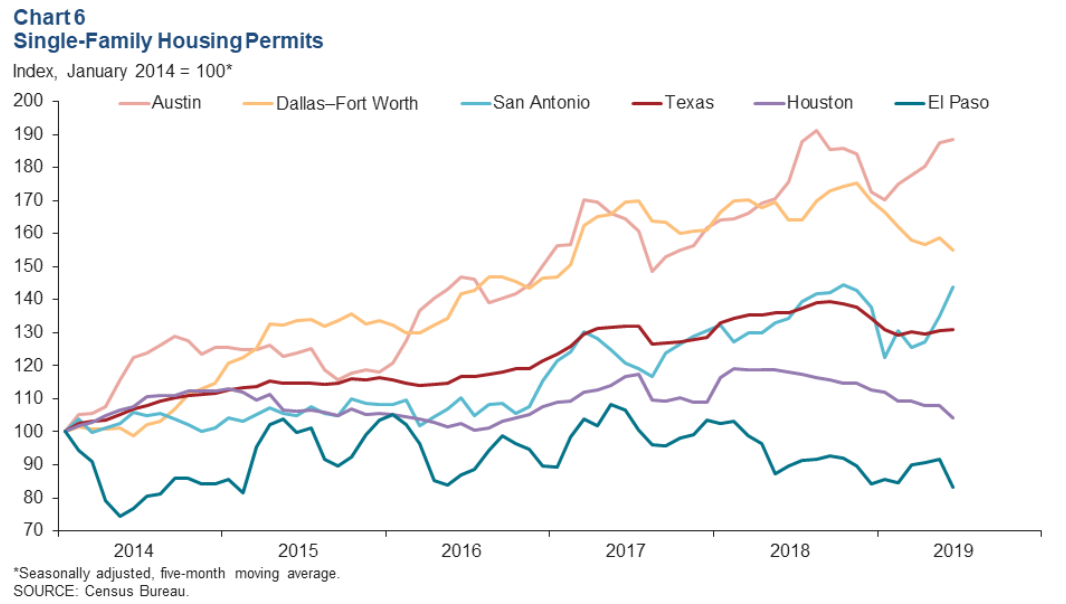 Chart 6
Single-Family Housing Permits
Index, January 2014 = 100*
Austin Dallas–Fort Worth San Antonio Texas Houston El Paso
200
190
180
170
160
150
140
130
120
110
100
90
80
70
2014 2015 2016 2017 2018 2019
*Seasonally adjusted, five-month moving average.
SOURCE: Census Bureau.